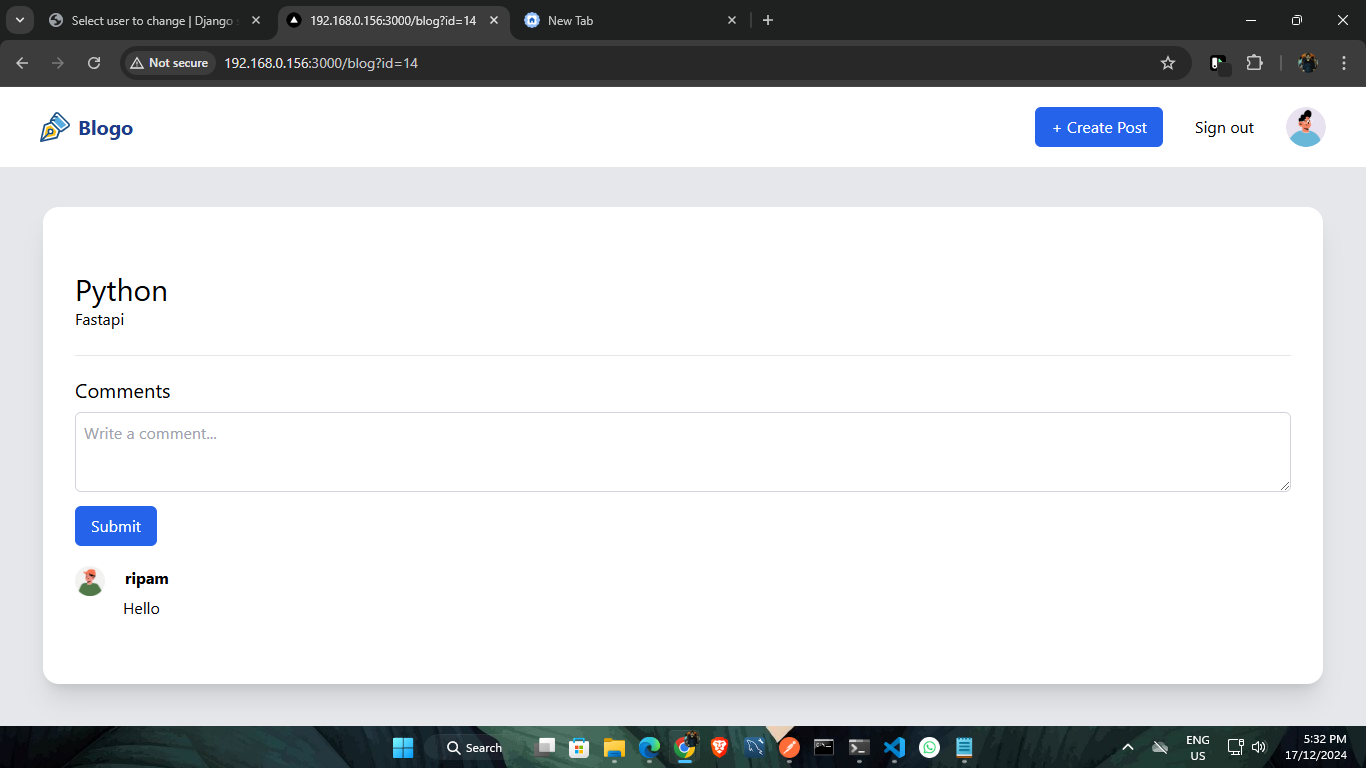 Select user to change | Django s
192.168.0.156:3000/blog?id=14
New Tab
Not secure
192.168.0.156:3000/blog?id=14
Blogo
+ Create Post
Sign out
Python
Fastapi
Comments
Write a comment...
Submit
ripam
Hello
Search
ENG
US
5:32 PM
17/12/2024